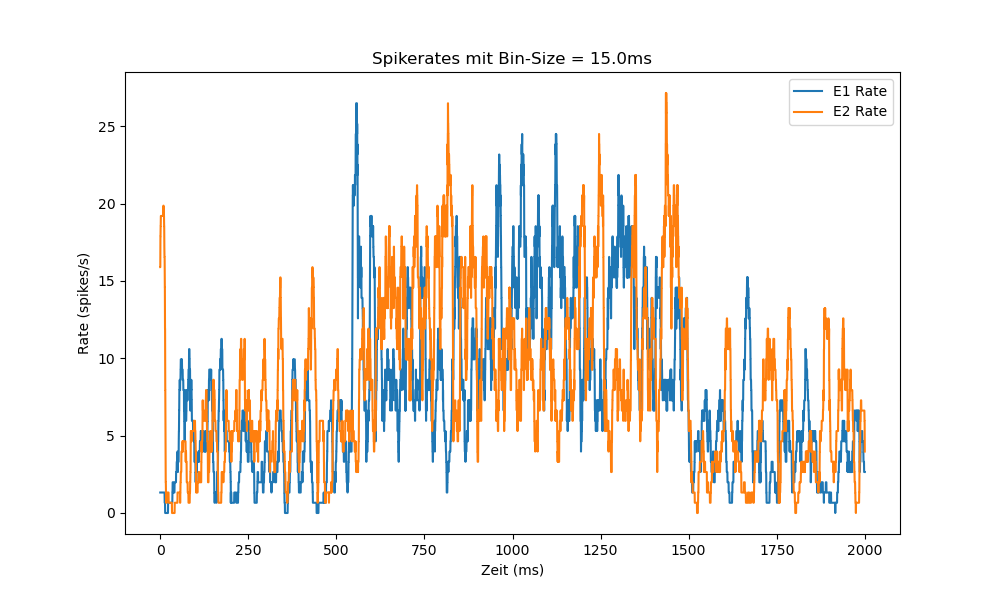 Spikerates mit Bin-Size = 15.0ms
E1 Rate
E2 Rate
Rate (spikes/s)
25
20
15
10
5
0
0 250 500 750 1000 1250 1500 1750 2000
Zeit (ms)